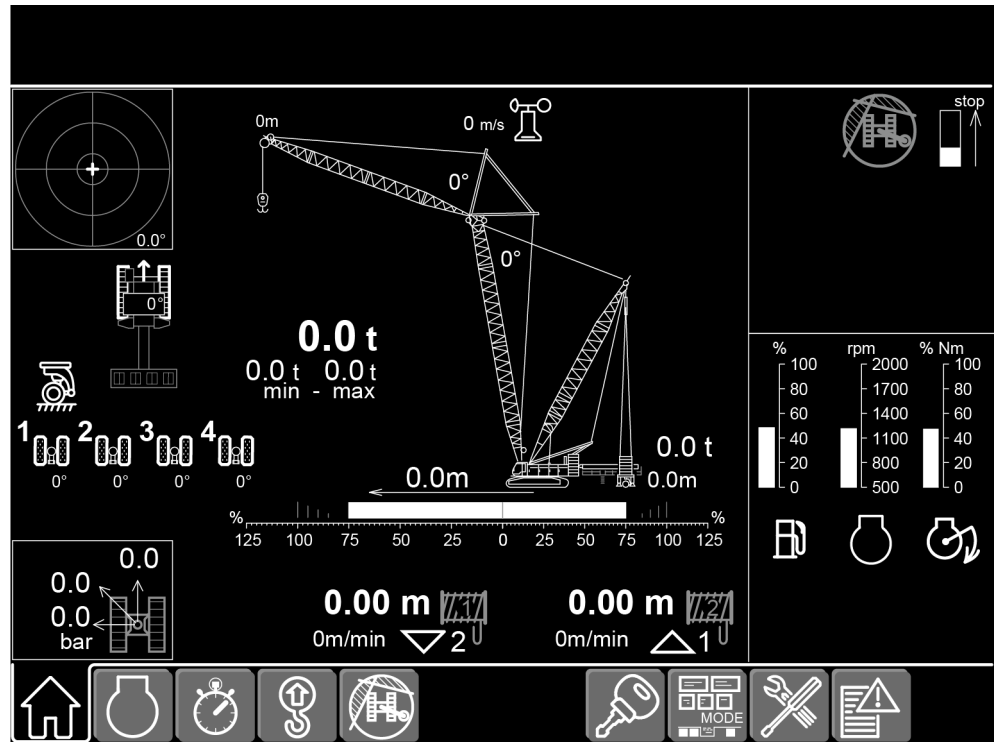 stop
0m
0 m/s
0°
0.0°
0°
0°
0.0 t
0.0 t 0.0 t
min - max
% rpm % Nm
100 2000 100
80 1700 80
60 1400 60
40 1100 40
20 800 20
0 500 0
1 2 3 4
0° 0° 0° 0°
0.0 t
0.0m 0.0m
% %
125 100 75 50 25 0 25 50 75 100 125
0.0
0.0
0.0
bar
0.00 m 1
0m/min 2
0.00 m 2
0m/min 1
MODE